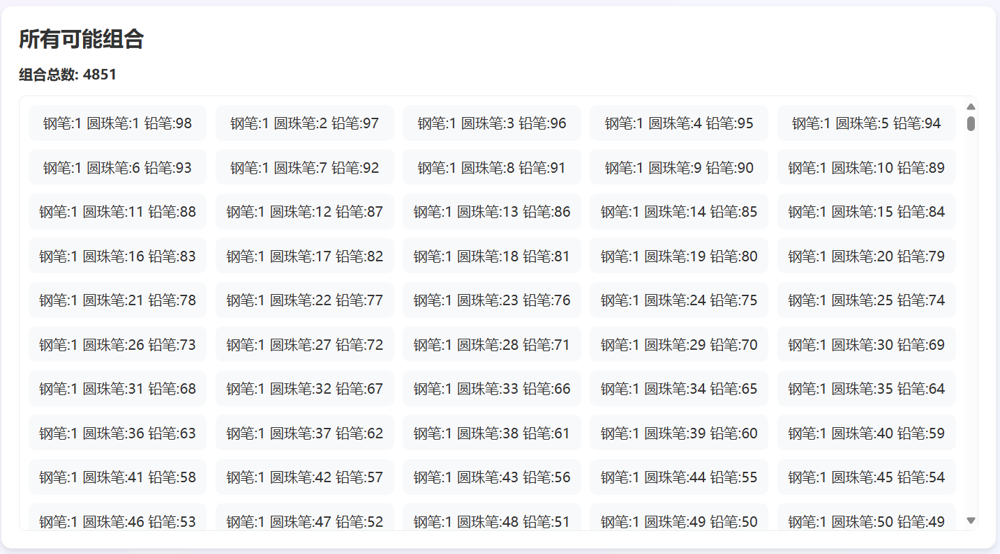 所有可能组合
组合总数: 4851
钢笔:1 圆珠笔:1 铅笔:98 钢笔:1 圆珠笔:2 铅笔:97 钢笔:1 圆珠笔:3 铅笔:96 钢笔:1 圆珠笔:4 铅笔:95 钢笔:1 圆珠笔:5 铅笔:94
钢笔:1 圆珠笔:6 铅笔:93 钢笔:1 圆珠笔:7 铅笔:92 钢笔:1 圆珠笔:8 铅笔:91 钢笔:1 圆珠笔:9 铅笔:90 钢笔:1 圆珠笔:10 铅笔:89
钢笔:1 圆珠笔:11 铅笔:88 钢笔:1 圆珠笔:12 铅笔:87 钢笔:1 圆珠笔:13 铅笔:86 钢笔:1 圆珠笔:14 铅笔:85 钢笔:1 圆珠笔:15 铅笔:84
钢笔:1 圆珠笔:16 铅笔:83 钢笔:1 圆珠笔:17 铅笔:82 钢笔:1 圆珠笔:18 铅笔:81 钢笔:1 圆珠笔:19 铅笔:80 钢笔:1 圆珠笔:20 铅笔:79
钢笔:1 圆珠笔:21 铅笔:78 钢笔:1 圆珠笔:22 铅笔:77 钢笔:1 圆珠笔:23 铅笔:76 钢笔:1 圆珠笔:24 铅笔:75 钢笔:1 圆珠笔:25 铅笔:74
钢笔:1 圆珠笔:26 铅笔:73 钢笔:1 圆珠笔:27 铅笔:72 钢笔:1 圆珠笔:28 铅笔:71 钢笔:1 圆珠笔:29 铅笔:70 钢笔:1 圆珠笔:30 铅笔:69
钢笔:1 圆珠笔:31 铅笔:68 钢笔:1 圆珠笔:32 铅笔:67 钢笔:1 圆珠笔:33 铅笔:66 钢笔:1 圆珠笔:34 铅笔:65 钢笔:1 圆珠笔:35 铅笔:64
钢笔:1 圆珠笔:36 铅笔:63 钢笔:1 圆珠笔:37 铅笔:62 钢笔:1 圆珠笔:38 铅笔:61 钢笔:1 圆珠笔:39 铅笔:60 钢笔:1 圆珠笔:40 铅笔:59
钢笔:1 圆珠笔:41 铅笔:58 钢笔:1 圆珠笔:42 铅笔:57 钢笔:1 圆珠笔:43 铅笔:56 钢笔:1 圆珠笔:44 铅笔:55 钢笔:1 圆珠笔:45 铅笔:54
钢笔:1 圆珠笔:46 铅笔:53 钢笔:1 圆珠笔:47 铅笔:52 钢笔:1 圆珠笔:48 铅笔:51 钢笔:1 圆珠笔:49 铅笔:50 钢笔:1 圆珠笔:50 铅笔:49